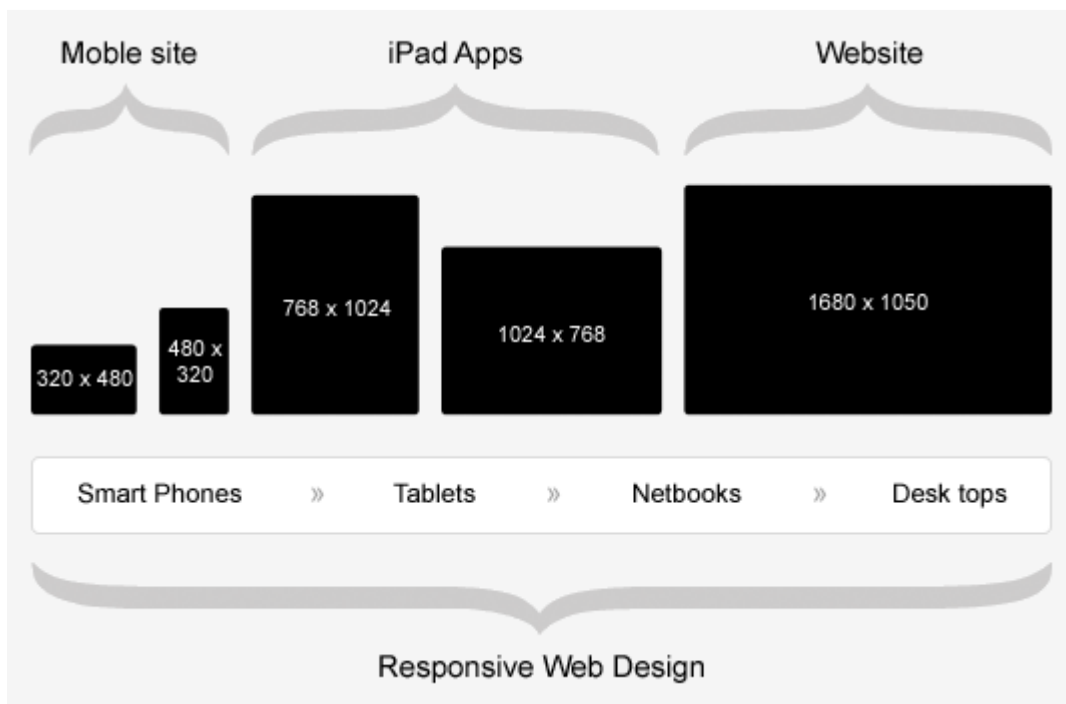 Moble site
iPad Apps
Website
320 x 480
480 x
320
768 x 1024
1024 x 768
1680 x 1050
Smart Phones » Tablets » Netbooks » Desk tops
Responsive Web Design